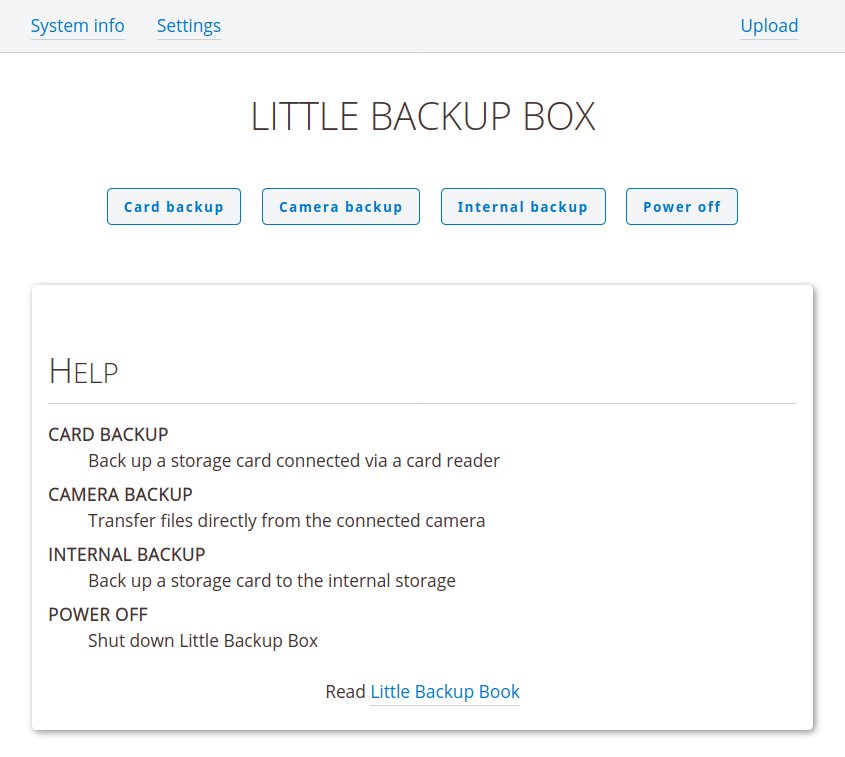 System info Settings Upload
LITTLE BACKUP BOX
Card backup Camera backup Internal backup Power off
HELP
CARD BACKUP
Back up a storage card connected via a card reader
CAMERA BACKUP
Transfer files directly from the connected camera
INTERNAL BACKUP
Back up a storage card to the internal storage
POWER OFF
Shut down Little Backup Box
Read Little Backup Book